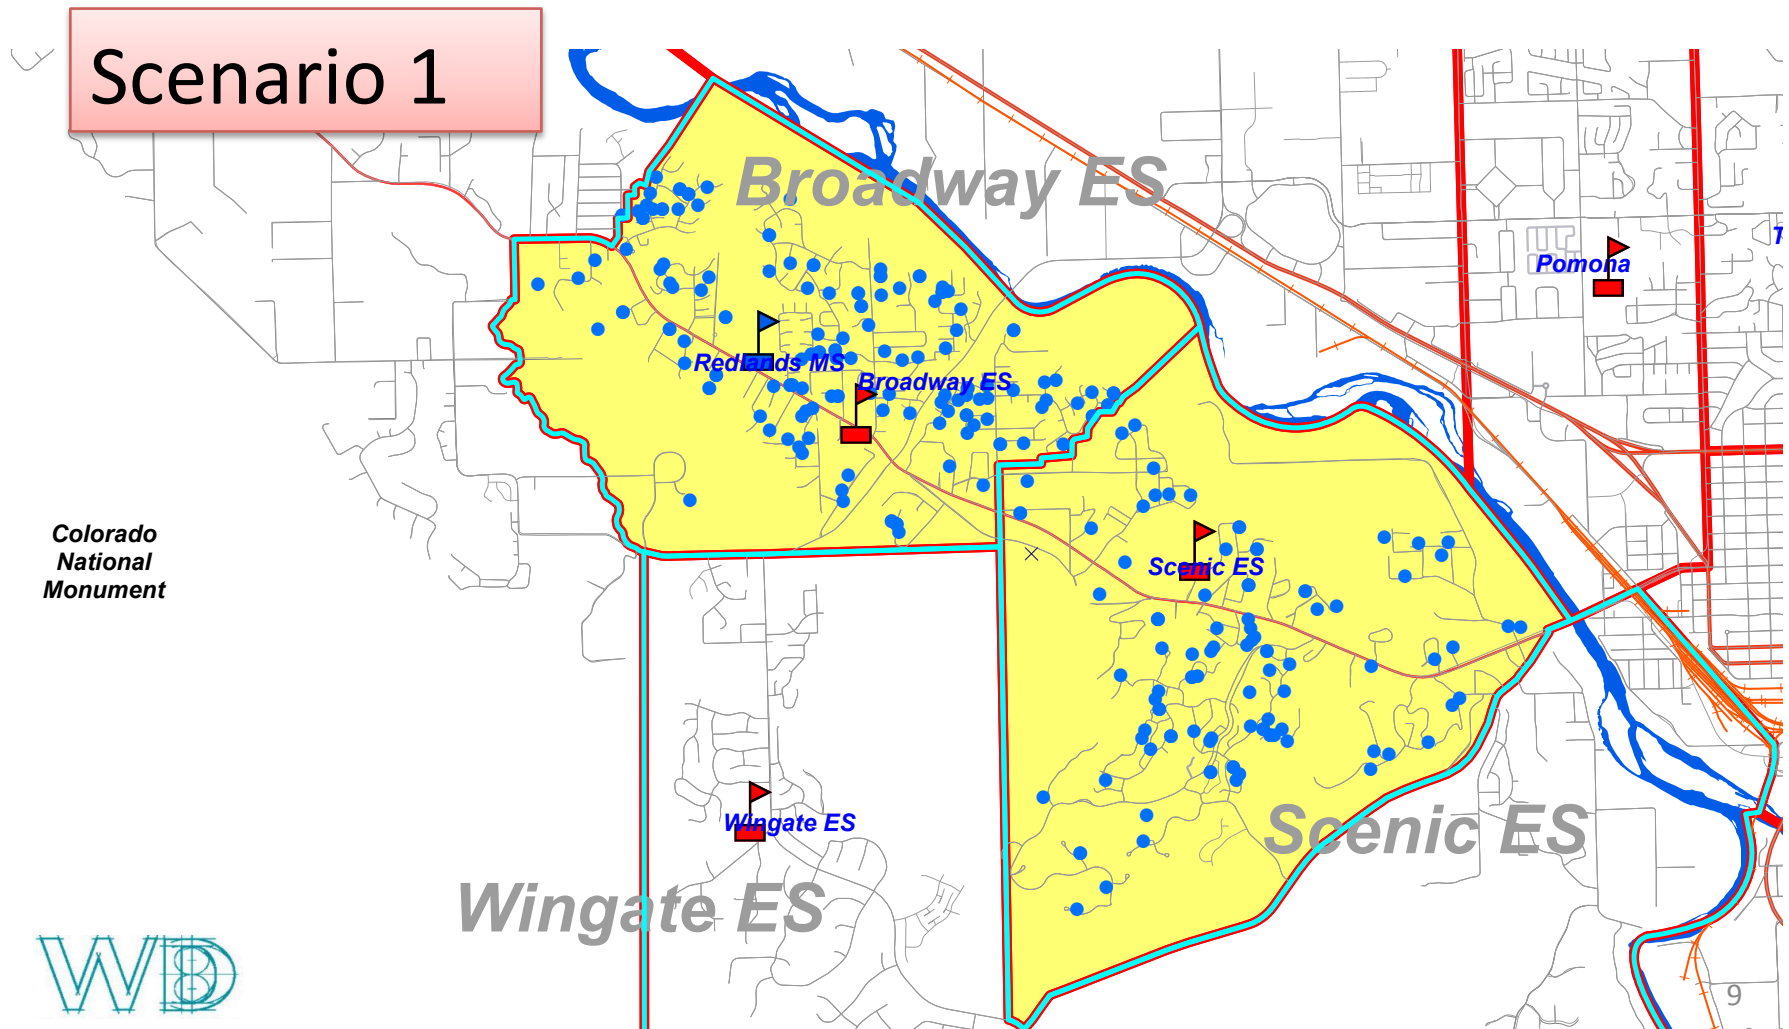 Scenario 1
Broadway ES
Pomona
Redlands MS
Broadway ES
Colorado
National
Monument
Scenic ES
Wingate ES
Scenic ES
Wingate ES
WD
9